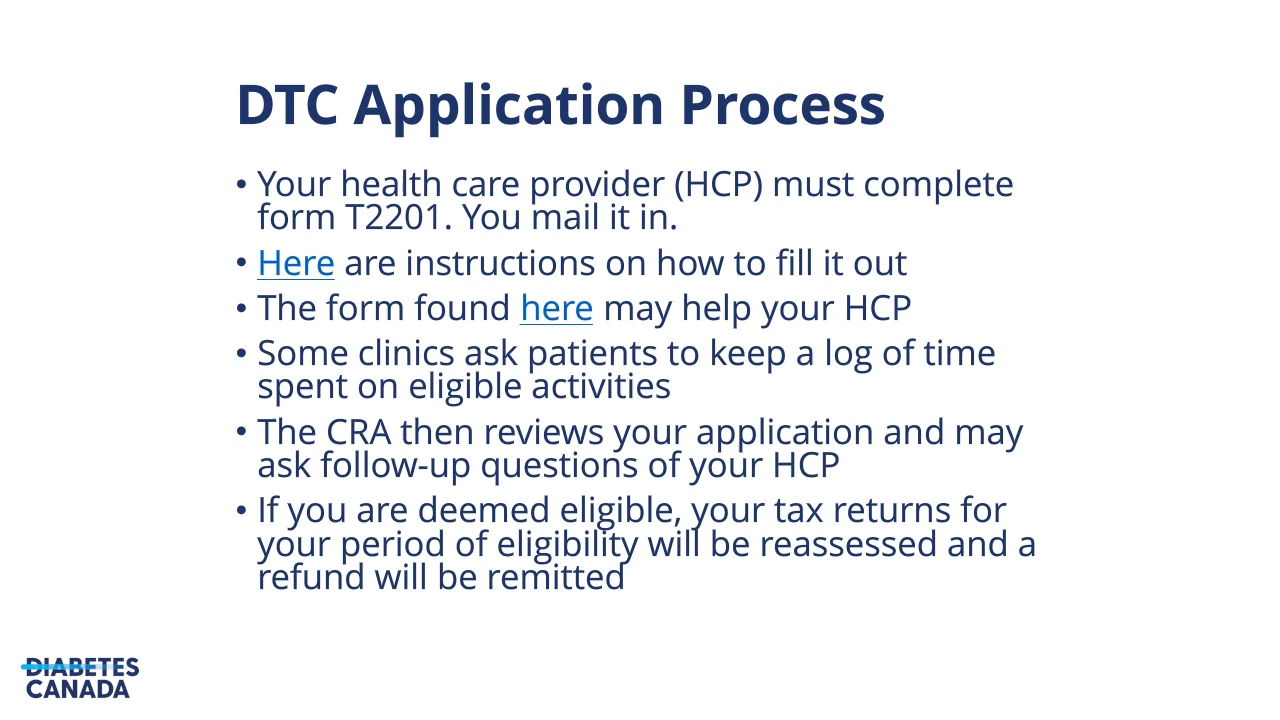 DTC Application Process
• Your health care provider (HCP) must complete
form T2201. You mail it in.
• Here are instructions on how to fill it out
• The form found here may help your HCP
• Some clinics ask patients to keep a log of time
spent on eligible activities
• The CRA then reviews your application and may
ask follow-up questions of your HCP
• If you are deemed eligible, your tax returns for
your period of eligibility will be reassessed and a
refund will be remitted
DIABETES
CANADA